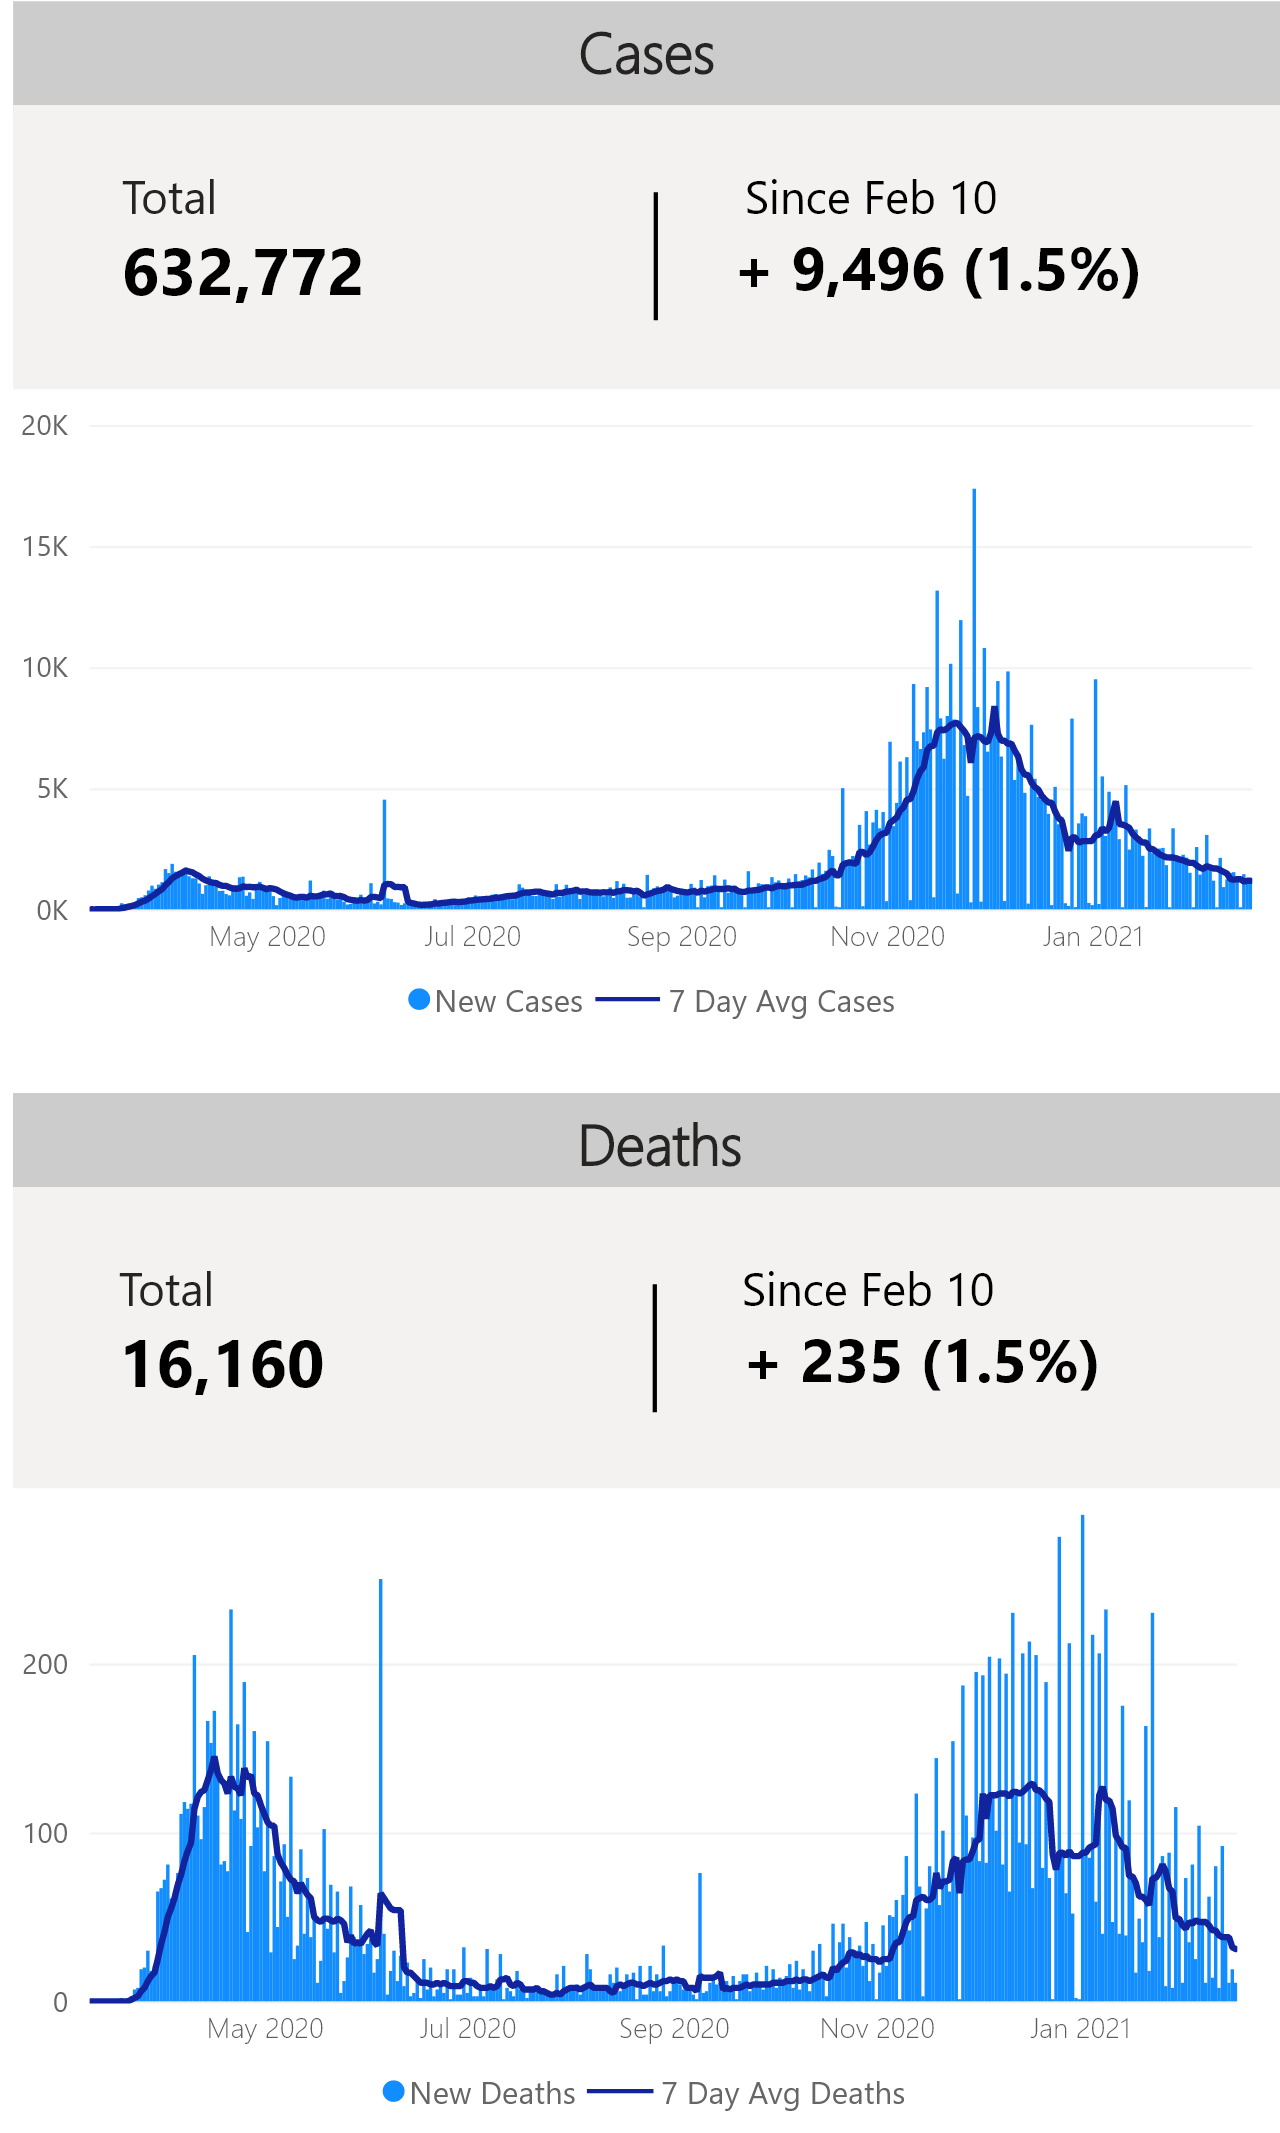 Cases
Total
Since Feb 10
632,772
+ 9,496 (1.5%)
20K
15K
10K
5K
0K
May 2020
Jul 2020
Sep 2020
Nov 2020
Jan 2021
New Cases
7 Day Avg Cases
Deaths
Total
Since Feb 10
16,160
+ 235 (1.5%)
200
100
0
May 2020
Jul 2020
Sep 2020
Nov 2020
Jan 2021
New Deaths
7 Day Avg Deaths